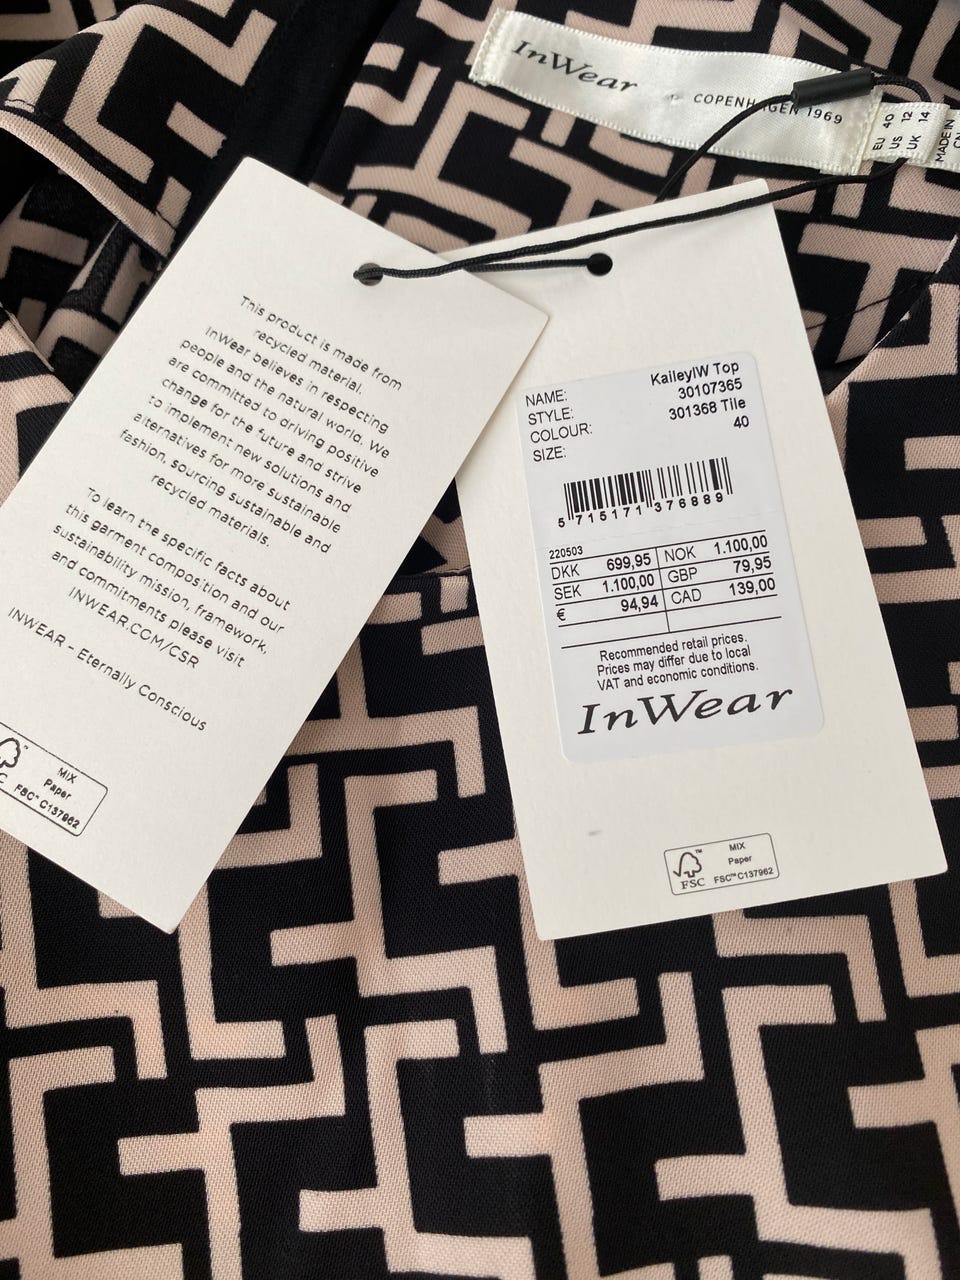 InWear
COPENHAGEN 1969
EU 40
US 12
UK 14
MADE IN
CN
This product is made from
recycled material.
InWear believes in respecting
people and the natural world. We
are committed to driving positive
change for the future and strive
to implement new solutions and
alternatives for more sustainable
fashion, sourcing sustainable and
recycled materials.
To learn the specific facts about
this garment composition and our
sustainability mission, framework,
and commitments please visit
INWEAR.COM/CSR
INWEAR - Eternally Conscious
MIX
Paper
FSC™ C137962
NAME: KaileyIW Top
STYLE: 30107365
COLOUR: 301368 Tile
SIZE: 40
5 715171 376889
220503
DKK 699,95 NOK 1.100,00
SEK 1.100,00 GBP 79,95
€ 94,94 CAD 139,00
Recommended retail prices.
Prices may differ due to local
VAT and economic conditions.
InWear
FSC
MIX
Paper
FSC™ C137962